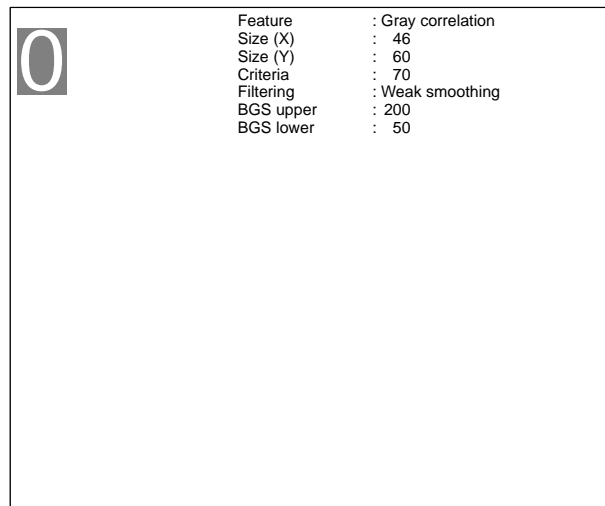 0
Feature : Gray correlation
Size (X) : 46
Size (Y) : 60
Criteria : 70
Filtering : Weak smoothing
BGS upper : 200
BGS lower : 50